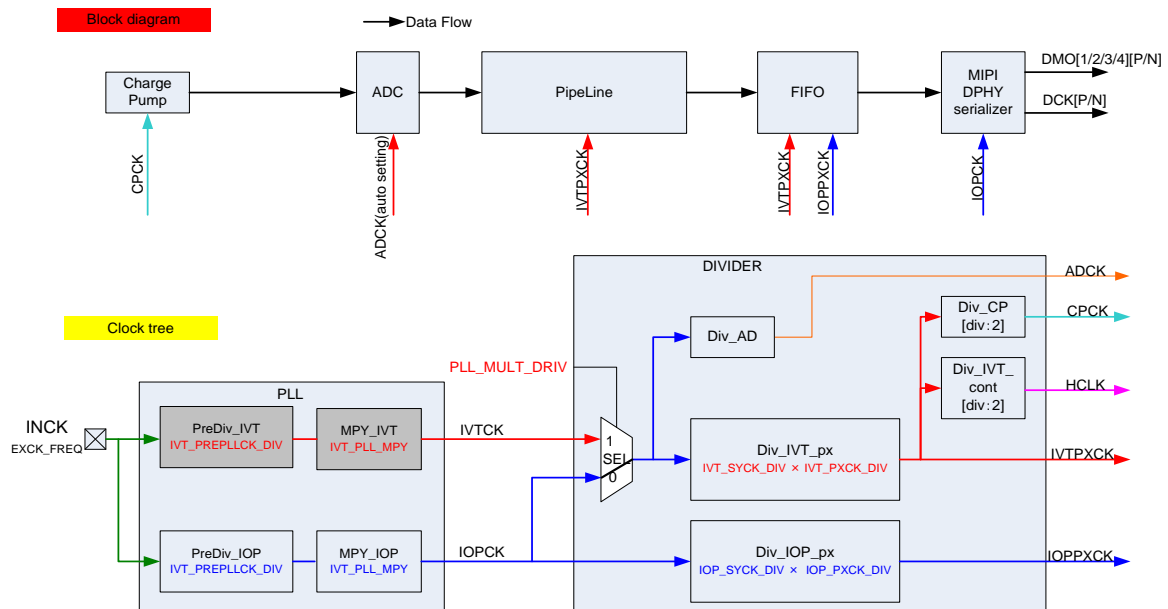 Block diagram
Data Flow
Charge
Pump
ADC
PipeLine
FIFO
MIPI
DPHY
serializer
DMO[1/2/3/4][P/N]
DCK[P/N]
CPCK
ADCK(auto setting)
IVTPXCK
IVTPXCK
IOPPXCK
IOPCK
Clock tree
DIVIDER
ADCK
Div_CP
[div:2]
CPCK
Div_AD
PLL_MULT_DRIV
Div_IVT_
cont
[div:2]
HCLK
PLL
INCK
EXCK_FREQ
PreDiv_IVT
IVT_PREPLLCK_DIV
MPY_IVT
IVT_PLL_MPY
IVTCK
1
SEL
0
Div_IVT_px
IVT_SYCK_DIV × IVT_PXCK_DIV
IVTPXCK
PreDiv_IOP
IVT_PREPLLCK_DIV
MPY_IOP
IVT_PLL_MPY
IOPCK
Div_IOP_px
IOP_SYCK_DIV × IOP_PXCK_DIV
IOPPXCK